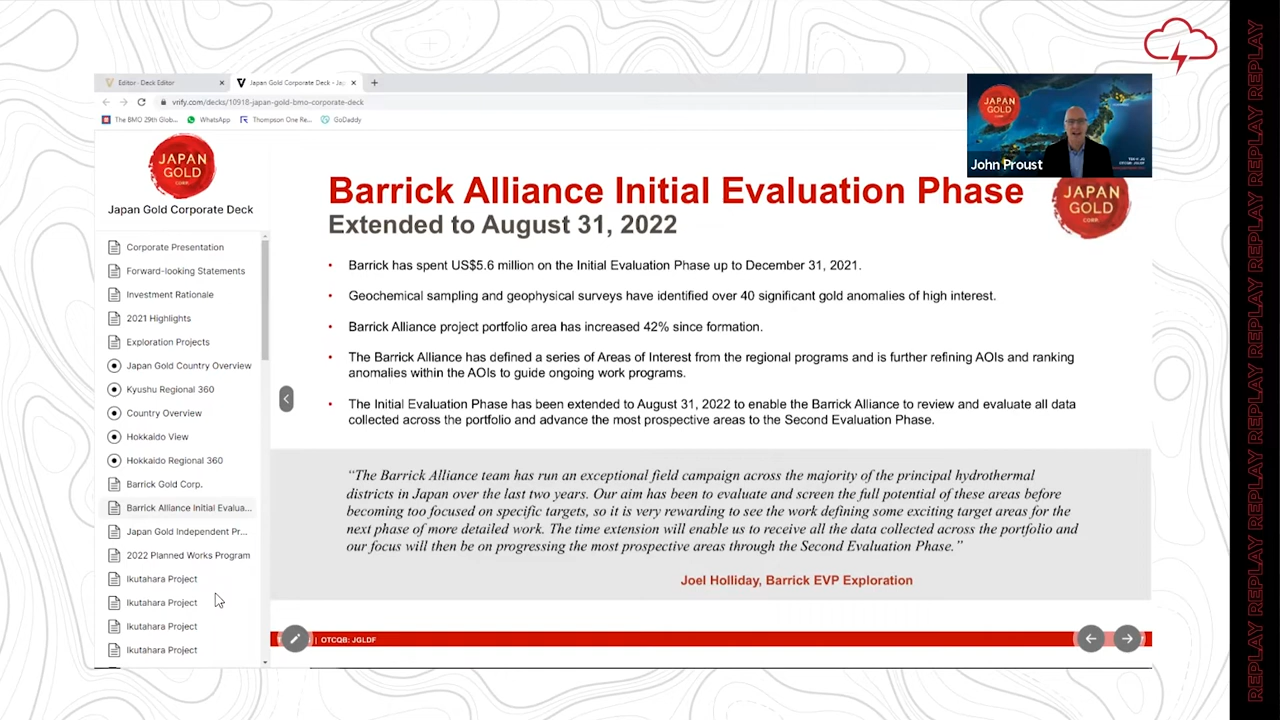 Editor - Deck Editor
Japan Gold Corporate Deck - Jap
vrify.com/decks/10918-japan-gold-bmo-corporate-deck
The BMO 29th Glob...
WhatsApp
Thompson One Re...
GoDaddy
JAPAN
GOLD
CORP.
Japan Gold Corporate Deck
Corporate Presentation
Forward-looking Statements
Investment Rationale
2021 Highlights
Exploration Projects
Japan Gold Country Overview
Kyushu Regional 360
Country Overview
Hokkaido View
Hokkaido Regional 360
Barrick Gold Corp.
Barrick Alliance Initial Evalua...
Japan Gold Independent Pr...
2022 Planned Works Program
Ikutahara Project
Ikutahara Project
Ikutahara Project
Ikutahara Project
JAPAN
GOLD
John Proust
Barrick Alliance Initial Evaluation Phase
Extended to August 31, 2022
JAPAN
GOLD
CORP.
• Barrick has spent US$5.6 million on the Initial Evaluation Phase up to December 31, 2021.
• Geochemical sampling and geophysical surveys have identified over 40 significant gold anomalies of high interest.
• Barrick Alliance project portfolio area has increased 42% since formation.
• The Barrick Alliance has defined a series of Areas of Interest from the regional programs and is further refining AOIs and ranking
anomalies within the AOIs to guide ongoing work programs.
• The Initial Evaluation Phase has been extended to August 31, 2022 to enable the Barrick Alliance to review and evaluate all data
collected across the portfolio and advance the most prospective areas to the Second Evaluation Phase.
“The Barrick Alliance team has run an exceptional field campaign across the majority of the principal hydrothermal
districts in Japan over the last two years. Our aim has been to evaluate and screen the full potential of these areas before
becoming too focused on specific targets, so it is very rewarding to see the work defining some exciting target areas for the
next phase of more detailed work. The time extension will enable us to receive all the data collected across the portfolio and
our focus will then be on progressing the most prospective areas through the Second Evaluation Phase.”
Joel Holliday, Barrick EVP Exploration
| OTCQB: JGLDF
REPLAY REPLAY REPLAY REPLAY REPLAY REPLAY REPLAY REPLAY